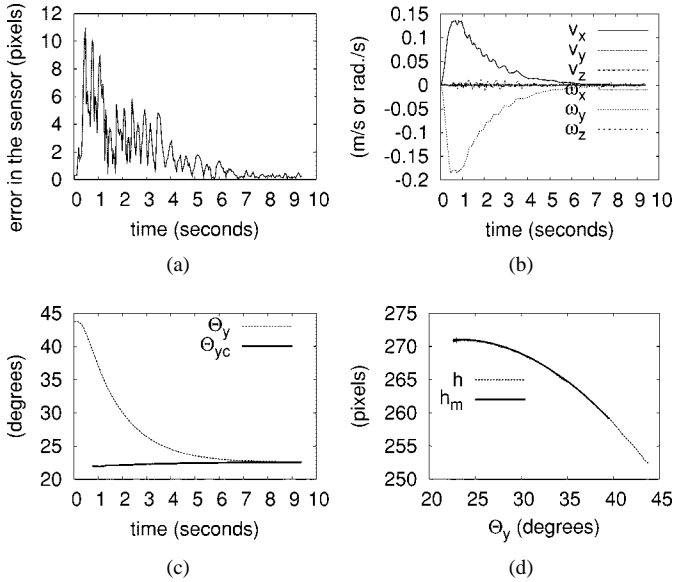 error in the sensor (pixels)
12
10
8
6
4
2
0
0 1 2 3 4 5 6 7 8 9 10
time (seconds)
(a)
(m/s or rad./s)
0.15
0.1
0.05
0
-0.05
-0.1
-0.15
-0.2
v_x
v_y
v_z
ω_x
ω_y
ω_z
0 1 2 3 4 5 6 7 8 9 10
time (seconds)
(b)
(degrees)
45
40
35
30
25
20
Θ_y
Θ_yc
0 1 2 3 4 5 6 7 8 9 10
time (seconds)
(c)
(pixels)
275
270
265
260
255
250
h
h_m
20 25 30 35 40 45
Θ_y (degrees)
(d)